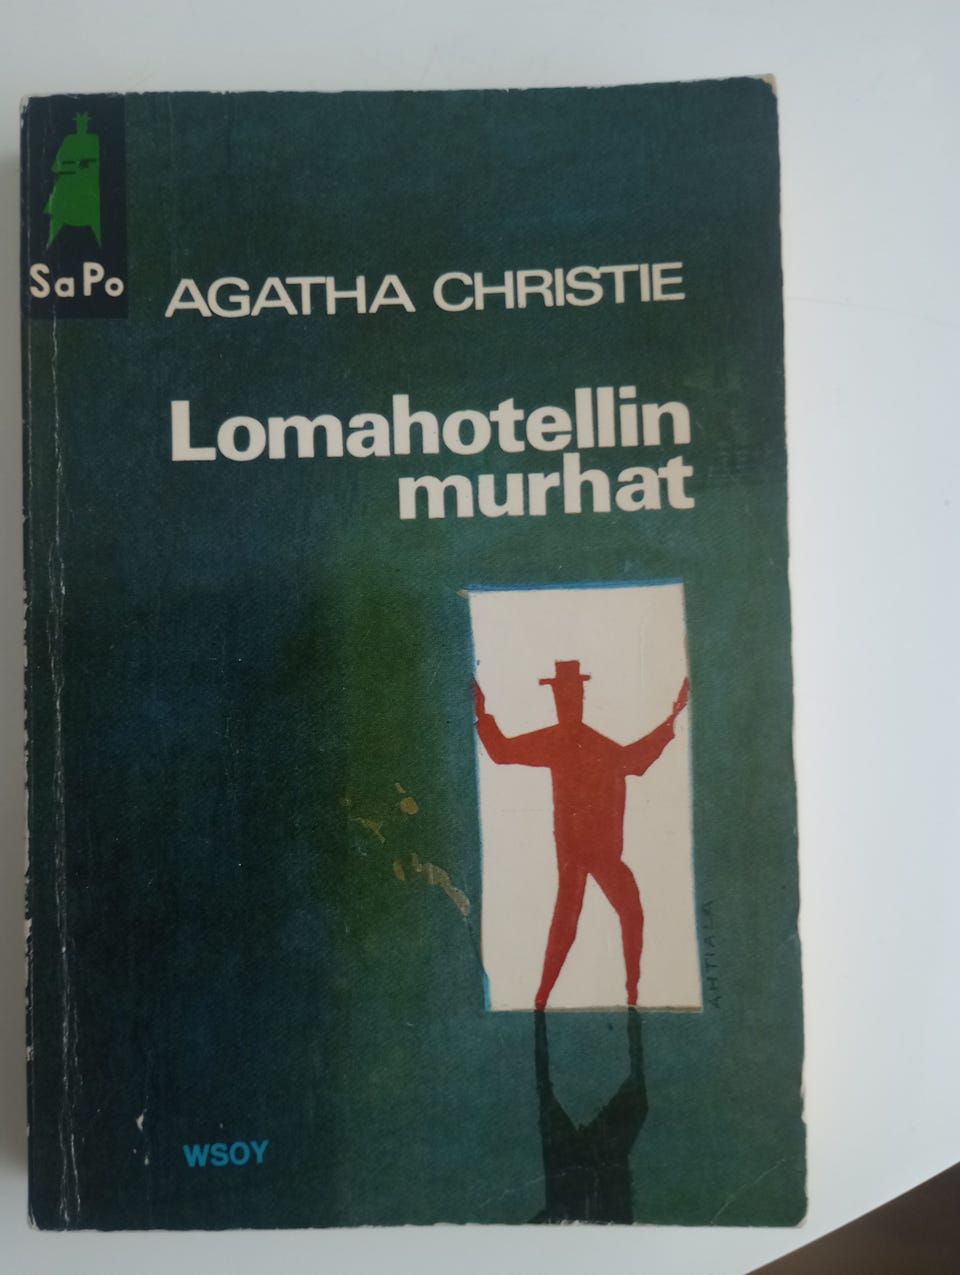 SaPo
AGATHA CHRISTIE
Lomahotellin
murhat
AHTIALA
WSOY